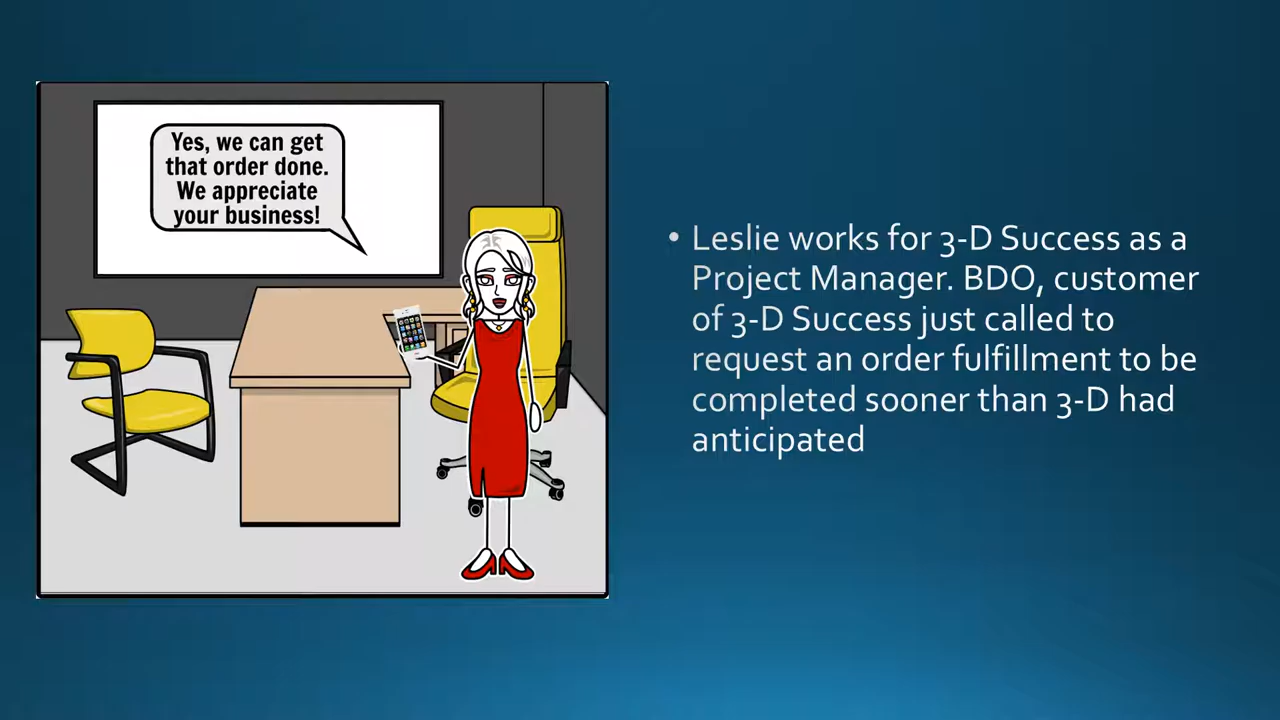 Yes, we can get
that order done.
We appreciate
your business!
• Leslie works for 3-D Success as a
Project Manager. BDO, customer
of 3-D Success just called to
request an order fulfillment to be
completed sooner than 3-D had
anticipated